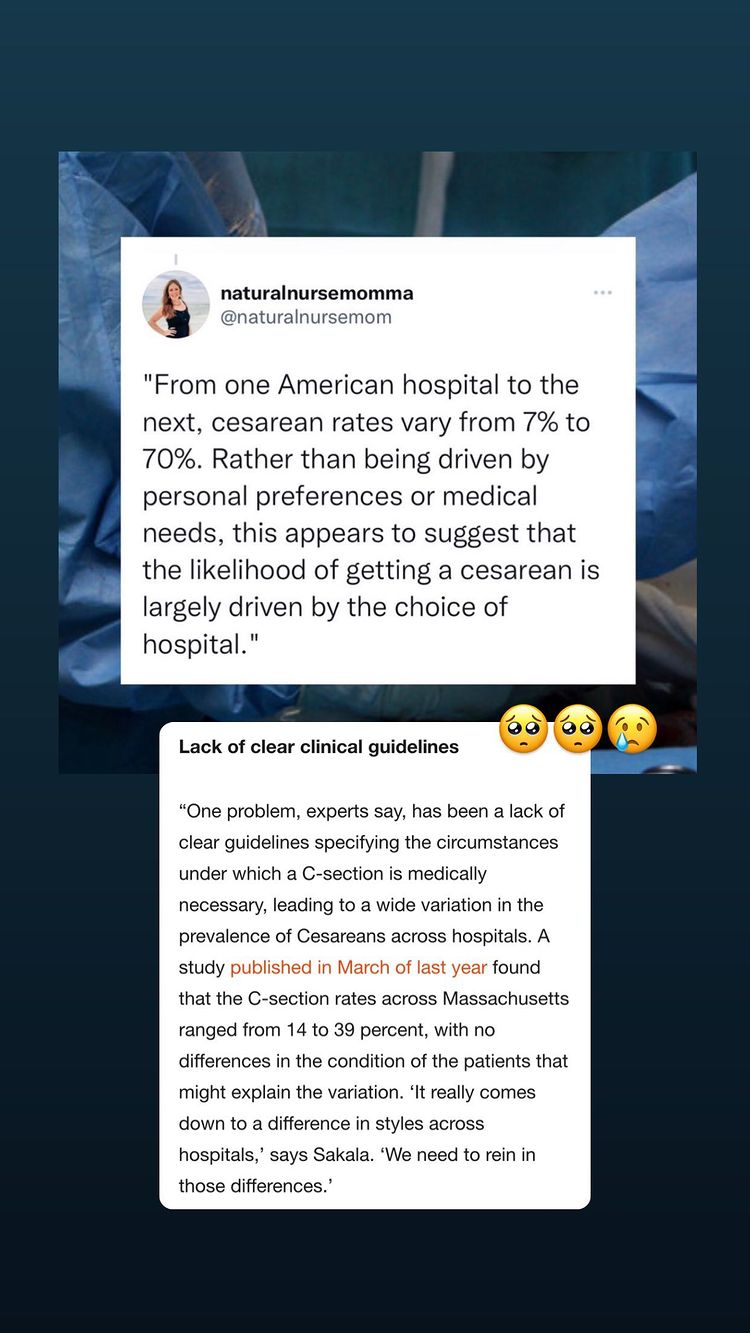 naturalnursemomma
@naturalnursemom
"From one American hospital to the
next, cesarean rates vary from 7% to
70%. Rather than being driven by
personal preferences or medical
needs, this appears to suggest that
the likelihood of getting a cesarean is
largely driven by the choice of
hospital."
Lack of clear clinical guidelines
“One problem, experts say, has been a lack of
clear guidelines specifying the circumstances
under which a C-section is medically
necessary, leading to a wide variation in the
prevalence of Cesareans across hospitals. A
study published in March of last year found
that the C-section rates across Massachusetts
ranged from 14 to 39 percent, with no
differences in the condition of the patients that
might explain the variation. ‘It really comes
down to a difference in styles across
hospitals,’ says Sakala. ‘We need to rein in
those differences.’